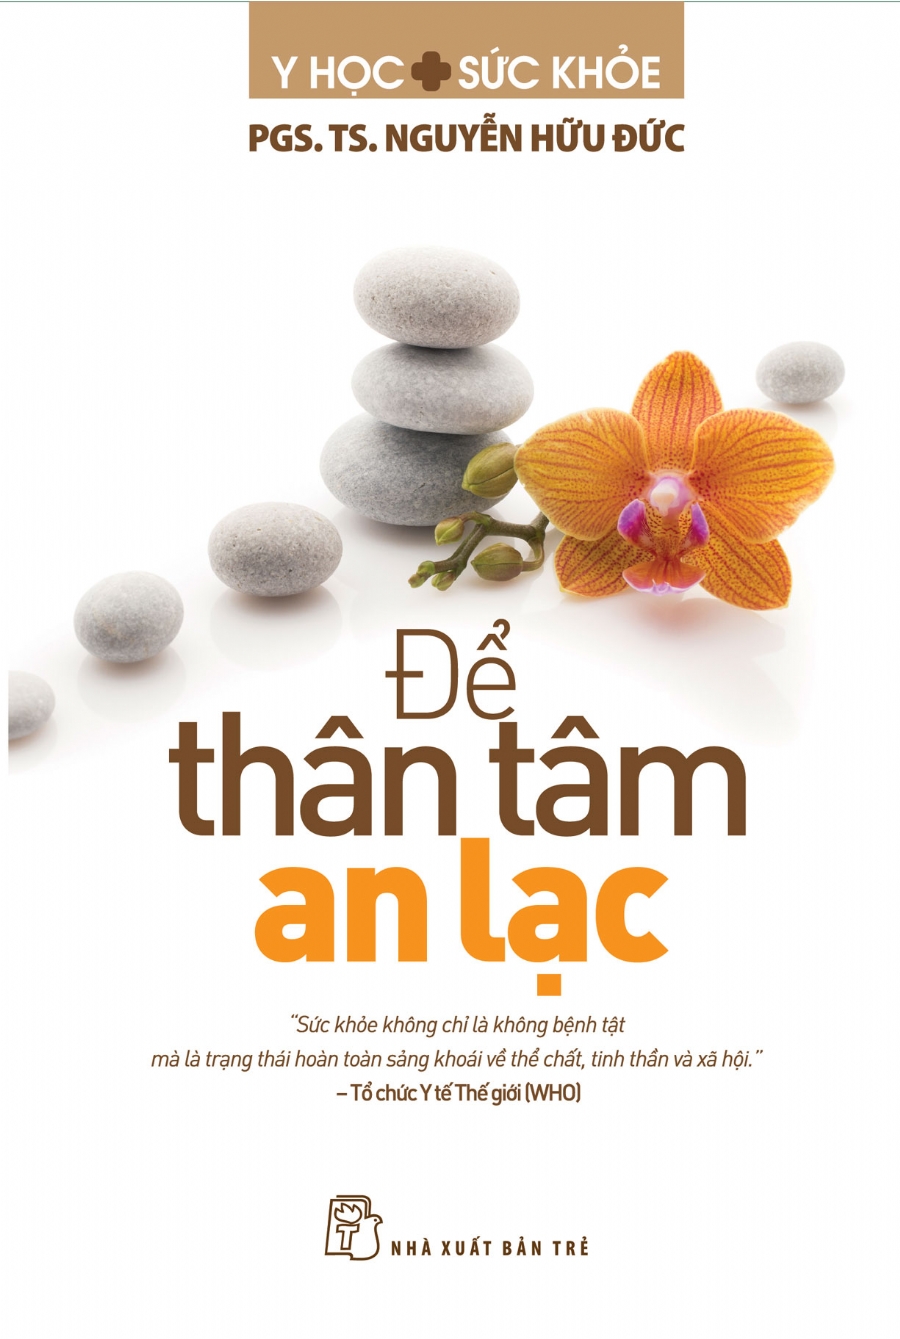 Y HỌC SỨC KHỎE
PGS. TS. NGUYỄN HỮU ĐỨC
Để
thân tâm
an lạc
“Sức khỏe không chỉ là không bệnh tật
mà là trạng thái hoàn toàn sảng khoái về thể chất, tinh thần và xã hội.”
– Tổ chức Y tế Thế giới (WHO)
T
NHÀ XUẤT BẢN TRẺ